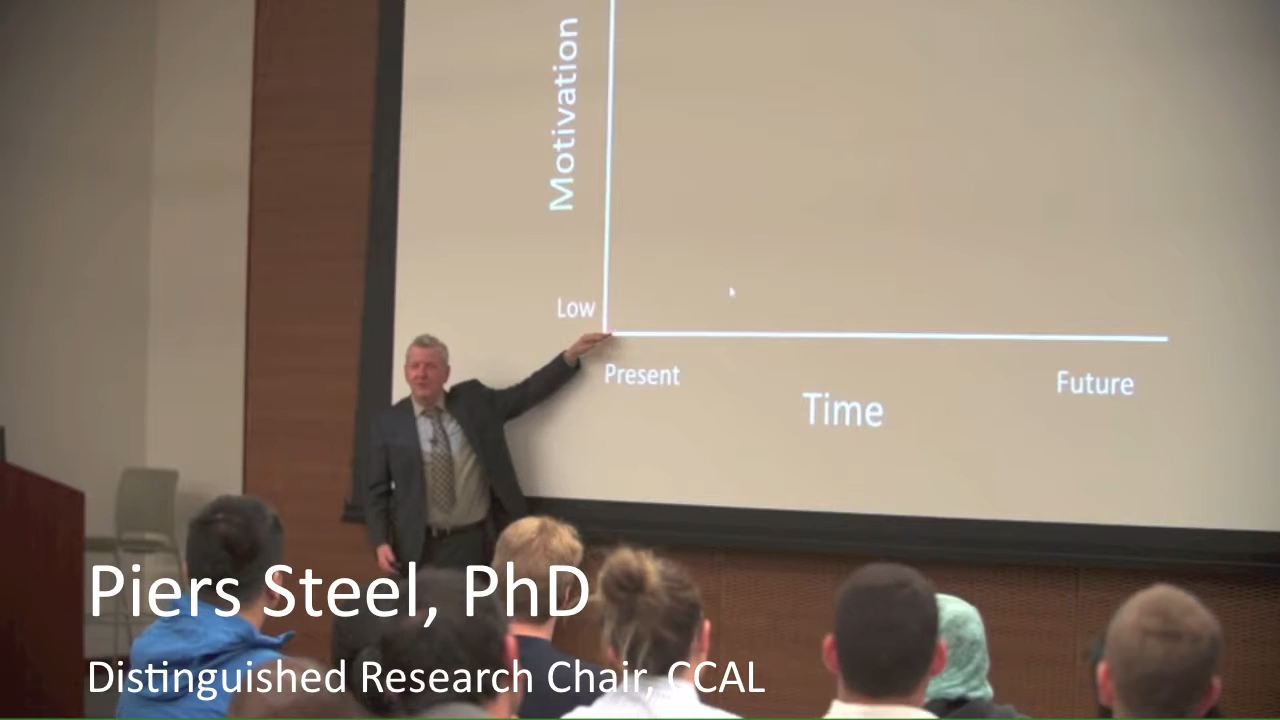 Motivation
Low
Present
Future
Time
Piers Steel, PhD
Distinguished Research Chair, CCAL